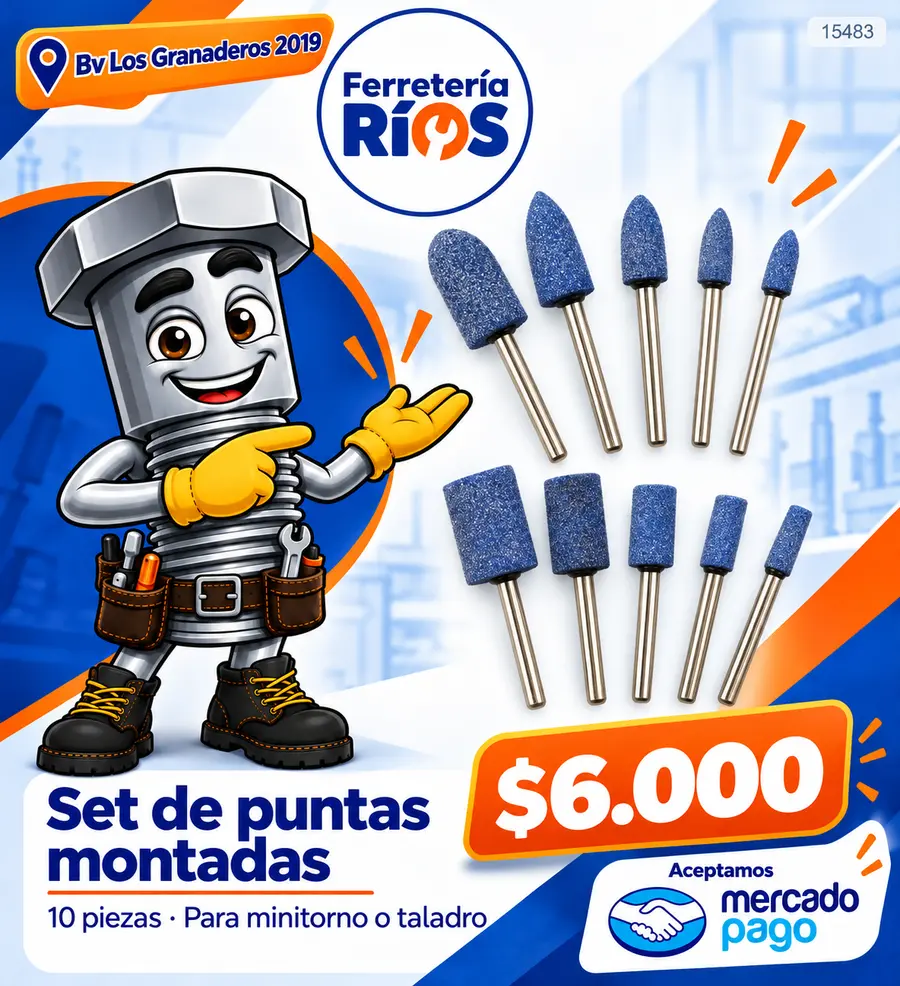 Bv Los Granaderos 2019
Ferretería
RÍOS
15483
$6.000
Set de puntas
montadas
10 piezas · Para minitorno o taladro
Aceptamos
mercado
pago